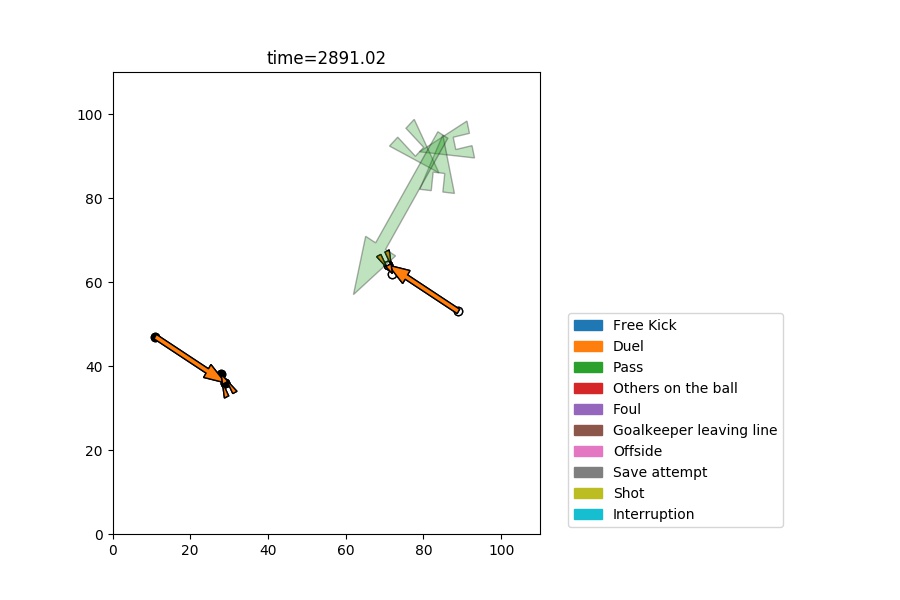 time=2891.02
100
80
60
40
20
0
0 20 40 60 80 100
Free Kick
Duel
Pass
Others on the ball
Foul
Goalkeeper leaving line
Offside
Save attempt
Shot
Interruption